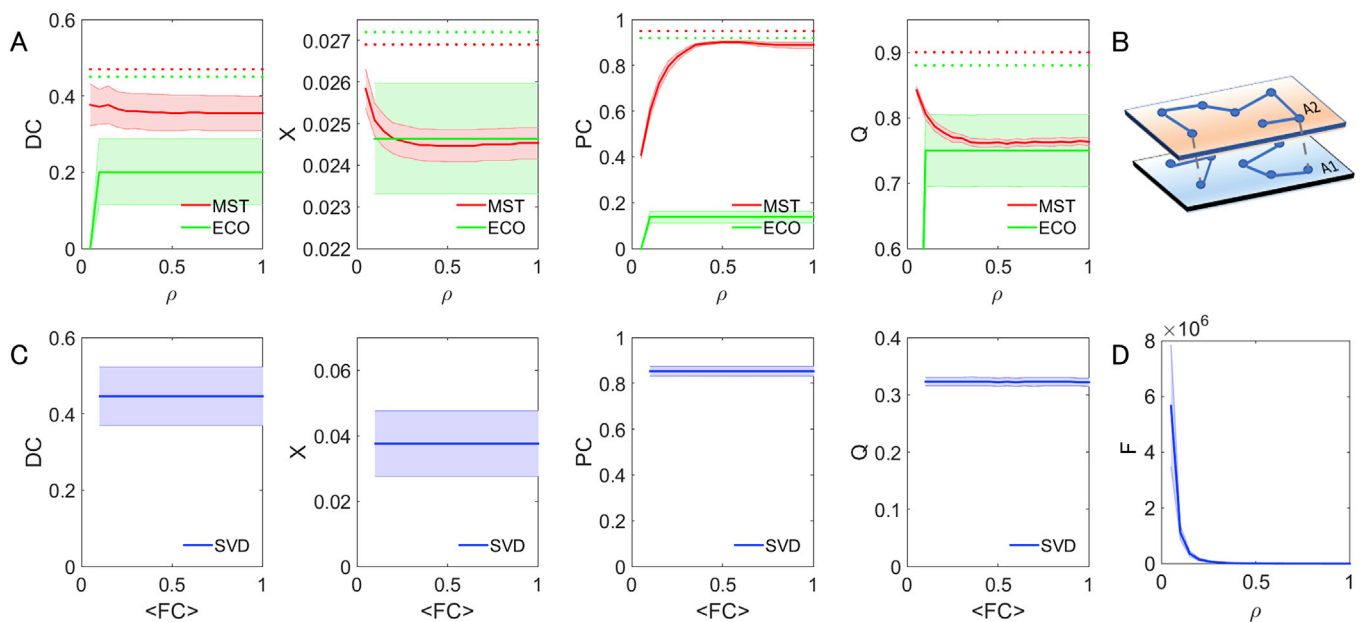 A
DC
0.6
0.4
0.2
0
MST
ECO
0
0.5
1
ρ
X
0.027
0.026
0.025
0.024
0.023
0.022
MST
ECO
0
0.5
1
ρ
PC
1
0.8
0.6
0.4
0.2
0
MST
ECO
0
0.5
1
ρ
Q
0.9
0.8
0.7
0.6
MST
ECO
0
0.5
1
ρ
B
A2
A1
C
DC
0.6
0.4
0.2
0
SVD
0
0.5
1
<FC>
X
0.06
0.04
0.02
0
SVD
0
0.5
1
<FC>
PC
1
0.8
0.6
0.4
0.2
0
SVD
0
0.5
1
<FC>
Q
0.4
0.3
0.2
0.1
0
SVD
0
0.5
1
<FC>
D
×10⁶
F
8
6
4
2
0
0
0.5
1
ρ